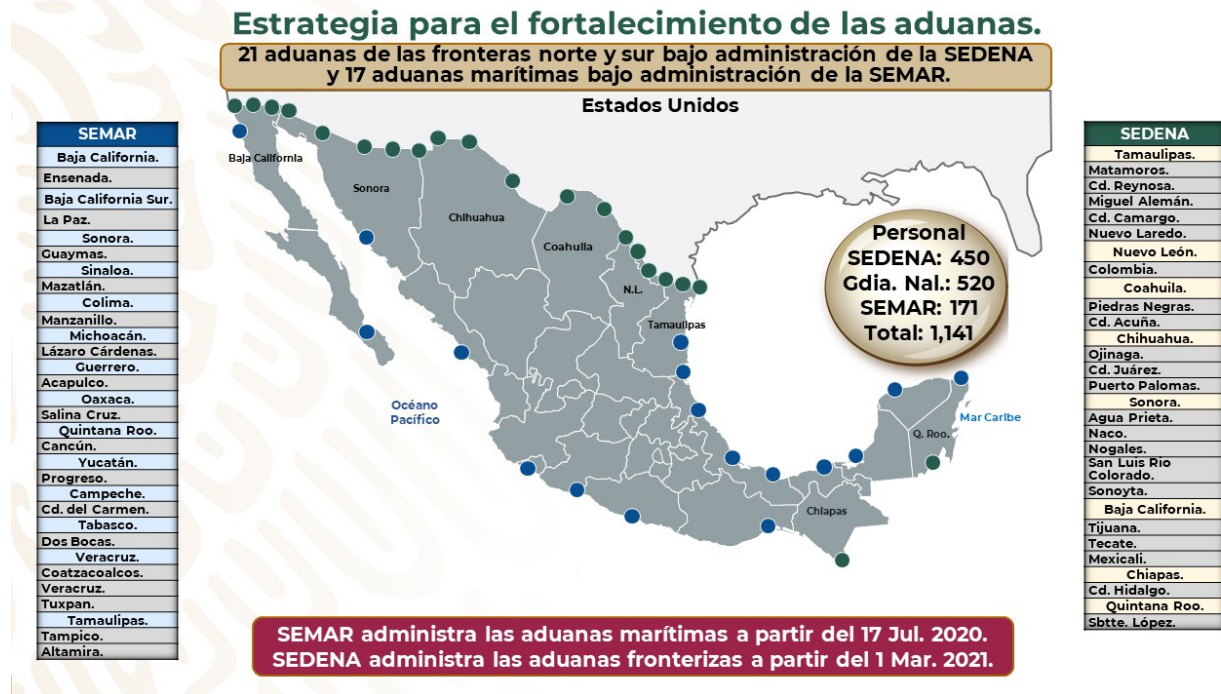 Estrategia para el fortalecimiento de las aduanas.
21 aduanas de las fronteras norte y sur bajo administración de la SEDENA
y 17 aduanas marítimas bajo administración de la SEMAR.
SEMAR
Baja California.
Ensenada.
Baja California Sur.
La Paz.
Sonora.
Guaymas.
Sinaloa.
Mazatlán.
Colima.
Manzanillo.
Michoacán.
Lázaro Cárdenas.
Guerrero.
Acapulco.
Oaxaca.
Salina Cruz.
Quintana Roo.
Cancún.
Yucatán.
Progreso.
Campeche.
Cd. del Carmen.
Tabasco.
Dos Bocas.
Veracruz.
Coatzacoalcos.
Veracruz.
Tuxpan.
Tamaulipas.
Tampico.
Altamira.
Estados Unidos
Baja California
Sonora
Chihuahua
Coahulla
N.L.
Tamaulipas
Océano
Pacífico
Mar Caribe
Q. Roo.
Chiapas
Personal
SEDENA: 450
Gdia. Nal.: 520
SEMAR: 171
Total: 1,141
SEDENA
Tamaulipas.
Matamoros.
Cd. Reynosa.
Miguel Alemán.
Cd. Camargo.
Nuevo Laredo.
Nuevo León.
Colombia.
Coahuila.
Piedras Negras.
Cd. Acuña.
Chihuahua.
Ojinaga.
Cd. Juárez.
Puerto Palomas.
Sonora.
Agua Prieta.
Naco.
Nogales.
San Luis Rio
Colorado.
Sonoyta.
Baja California.
Tijuana.
Tecate.
Mexicali.
Chiapas.
Cd. Hidalgo.
Quintana Roo.
Sbtte. López.
SEMAR administra las aduanas marítimas a partir del 17 Jul. 2020.
SEDENA administra las aduanas fronterizas a partir del 1 Mar. 2021.